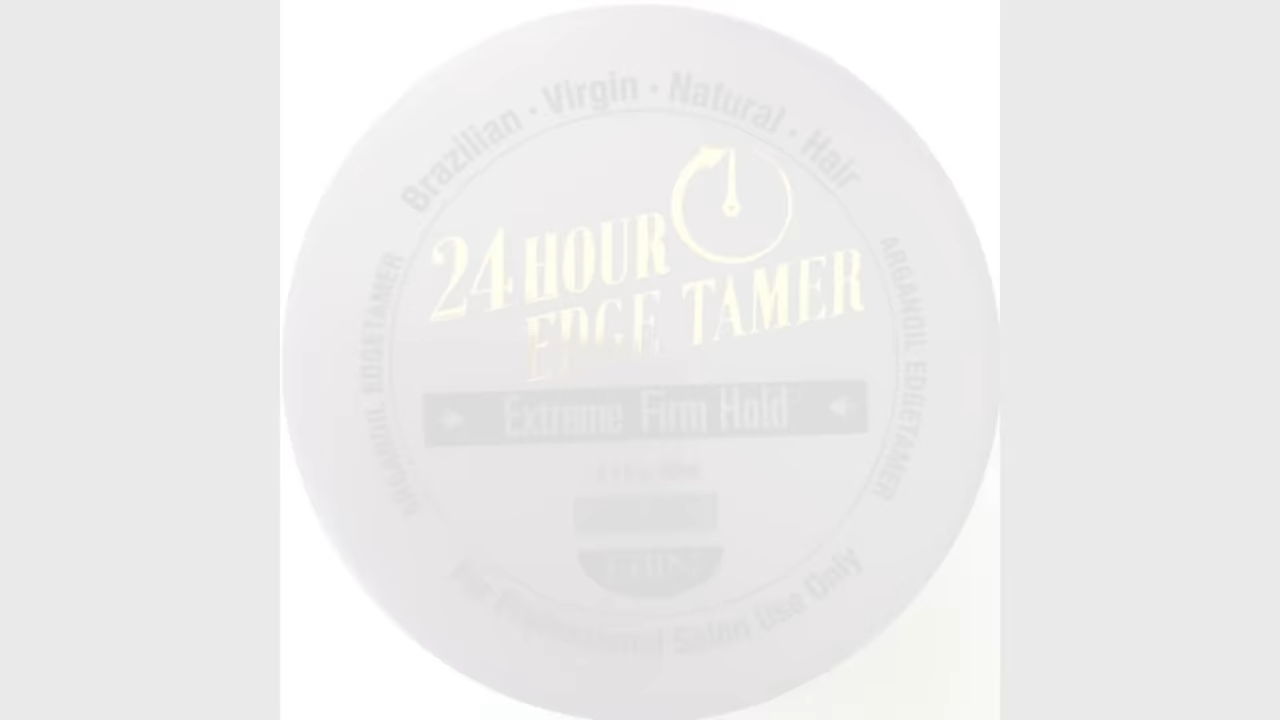 Brazilian · Virgin · Natural · Hair
24 HOUR
EDGE TAMER
Extreme Firm Hold
ARGANOIL EDGETAMER
ARGANOIL EDGETAMER
For Professional Salon Use Only